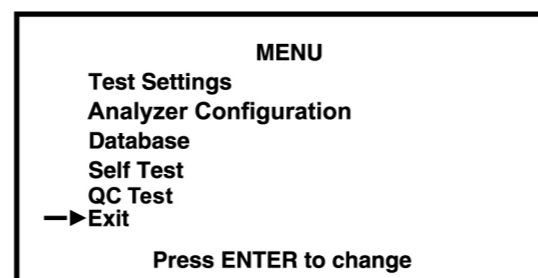 MENU
Test Settings
Analyzer Configuration
Database
Self Test
QC Test
Exit
Press ENTER to change